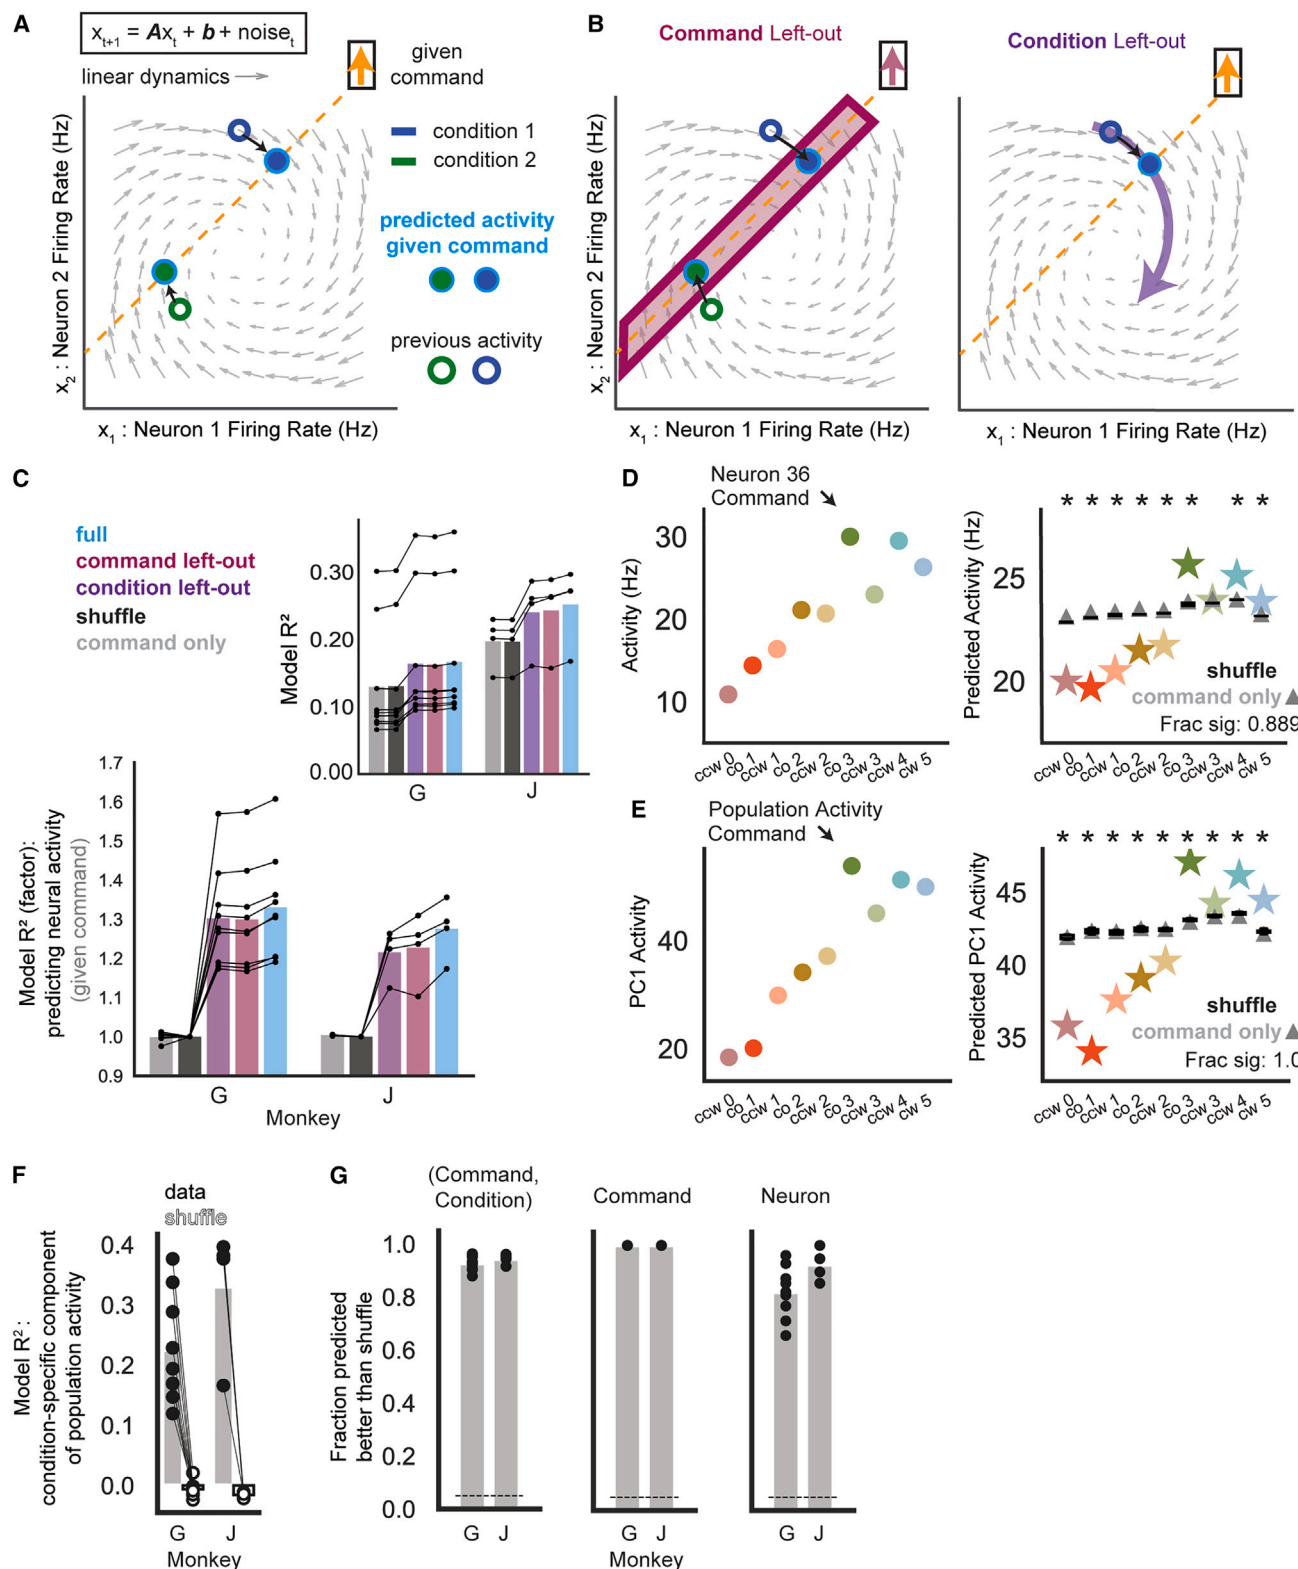 A
x_t+1 = Ax_t + b + noise_t
linear dynamics
given
command
condition 1
condition 2
predicted activity
given command
previous activity
x_2 : Neuron 2 Firing Rate (Hz)
x_1 : Neuron 1 Firing Rate (Hz)
B
Command Left-out
Condition Left-out
x_2 : Neuron 2 Firing Rate (Hz)
x_1 : Neuron 1 Firing Rate (Hz)
x_1 : Neuron 1 Firing Rate (Hz)
C
full
command left-out
condition left-out
shuffle
command only
Model R²
0.30
0.20
0.10
0.00
G
J
Model R² (factor):
predicting neural activity
(given command)
1.7
1.6
1.5
1.4
1.3
1.2
1.1
1.0
0.9
G
J
Monkey
D
Neuron 36
Command
Activity (Hz)
30
20
10
ccw 0
co 1
ccw 1
co 2
ccw 2
co 3
ccw 3
ccw 4
cw 5
Predicted Activity (Hz)
25
20
* * * * * * * *
shuffle
command only
Frac sig: 0.889
ccw 0
co 1
ccw 1
co 2
ccw 2
co 3
ccw 3
ccw 4
cw 5
E
Population Activity
Command
PC1 Activity
40
20
ccw 0
co 1
ccw 1
co 2
ccw 2
co 3
ccw 3
ccw 4
cw 5
Predicted PC1 Activity
45
40
35
* * * * * * * * *
shuffle
command only
Frac sig: 1.0
ccw 0
co 1
ccw 1
co 2
ccw 2
co 3
ccw 3
ccw 4
cw 5
F
data
shuffle
Model R² :
condition-specific component
of population activity
0.4
0.3
0.2
0.1
0.0
G
J
Monkey
G
(Command,
Condition)
Command
Neuron
Fraction predicted
better than shuffle
1.0
0.8
0.6
0.4
0.2
0.0
G
J
G
J
G
J
Monkey